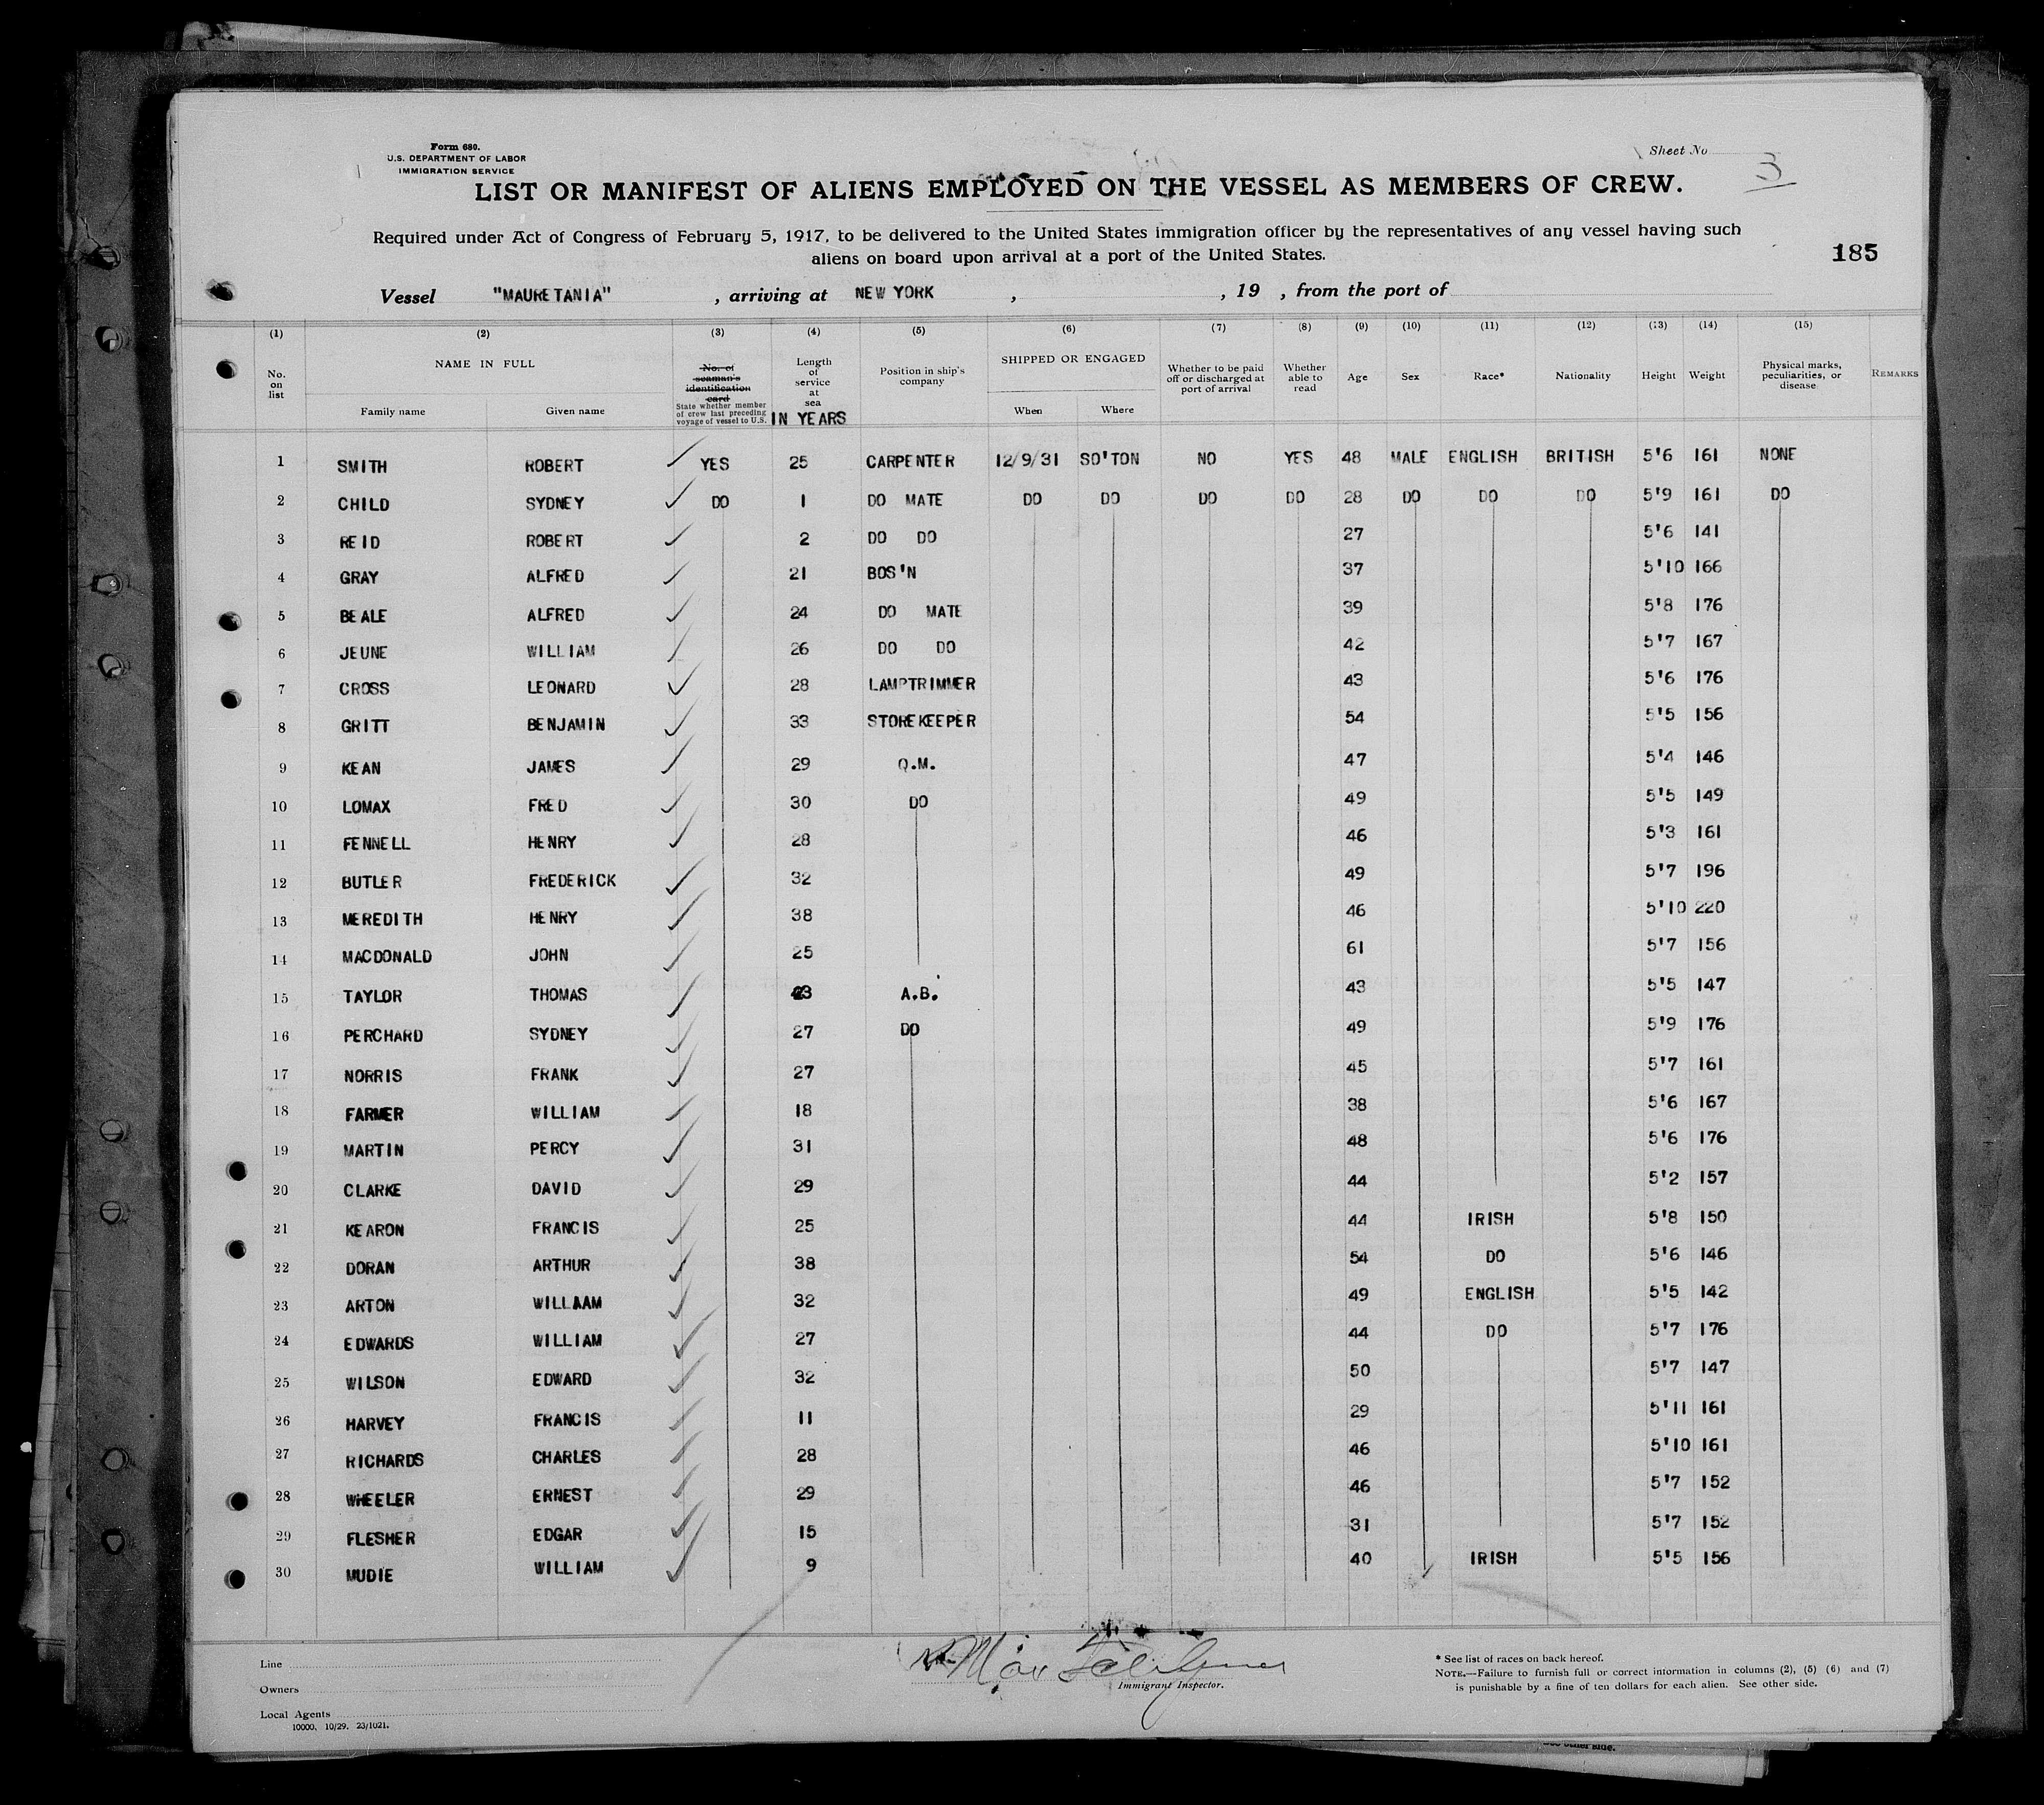 Form 680.
U.S. DEPARTMENT OF LABOR
IMMIGRATION SERVICE
Sheet No 3
LIST OR MANIFEST OF ALIENS EMPLOYED ON THE VESSEL AS MEMBERS OF CREW.
Required under Act of Congress of February 5, 1917, to be delivered to the United States immigration officer by the representatives of any vessel having such
aliens on board upon arrival at a port of the United States.
185
Vessel "MAURETANIA" , arriving at NEW YORK , , 19 , from the port of
(1) (2) (3) (4) (5) (6) (7) (8) (9) (10) (11) (12) (13) (14) (15)
No. on list NAME IN FULL Family name Given name No. of seaman's identification card State whether member of crew last preceding voyage of vessel to U.S. Length of service at sea IN YEARS Position in ship's company SHIPPED OR ENGAGED When Where Whether to be paid off or discharged at port of arrival Whether able to read Age Sex Race* Nationality Height Weight Physical marks, peculiarities, or disease REMARKS
1 SMITH ROBERT ✓ YES 25 CARPENTER 12/9/31 SO'TON NO YES 48 MALE ENGLISH BRITISH 5'6 161 NONE
2 CHILD SYDNEY ✓ DO 1 DO MATE DO DO DO DO 28 DO DO DO 5'9 161 DO
3 REID ROBERT ✓ 2 DO DO 27 5'6 141
4 GRAY ALFRED ✓ 21 BOS'N 37 5'10 166
5 BEALE ALFRED ✓ 24 DO MATE 39 5'8 176
6 JEUNE WILLIAM ✓ 26 DO DO 42 5'7 167
7 CROSS LEONARD ✓ 28 LAMPTRIMMER 43 5'6 176
8 GRITT BENJAMIN ✓ 33 STOREKEEPER 54 5'5 156
9 KEAN JAMES ✓ 29 Q.M. 47 5'4 146
10 LOMAX FRED ✓ 30 DO 49 5'5 149
11 FENNELL HENRY ✓ 28 46 5'3 161
12 BUTLER FREDERICK ✓ 32 49 5'7 196
13 MEREDITH HENRY ✓ 38 46 5'10 220
14 MACDONALD JOHN ✓ 25 61 5'7 156
15 TAYLOR THOMAS ✓ A.B. 43 5'5 147
16 PERCHARD SYDNEY ✓ 27 DO 49 5'9 176
17 NORRIS FRANK ✓ 27 45 5'7 161
18 FARMER WILLIAM ✓ 18 38 5'6 167
19 MARTIN PERCY ✓ 31 48 5'6 176
20 CLARKE DAVID ✓ 29 44 5'2 157
21 KEARON FRANCIS ✓ 25 44 IRISH 5'8 150
22 DORAN ARTHUR ✓ 38 54 DO 5'6 146
23 ARTON WILLAAM ✓ 32 49 ENGLISH 5'5 142
24 EDWARDS WILLIAM ✓ 27 44 DO 5'7 176
25 WILSON EDWARD ✓ 32 50 5'7 147
26 HARVEY FRANCIS ✓ 11 29 5'11 161
27 RICHARDS CHARLES ✓ 28 46 5'10 161
28 WHEELER ERNEST ✓ 29 46 5'7 152
29 FLESHER EDGAR ✓ 15 31 5'7 152
30 MUDIE WILLIAM ✓ 9 40 IRISH 5'5 156
Line
Owners
Local Agents
10000, 10/29. 23/1021.
Max
Immigrant Inspector.
* See list of races on back hereof.
NOTE.—Failure to furnish full or correct information in columns (2), (5) (6) and (7)
is punishable by a fine of ten dollars for each alien. See other side.
See other side.